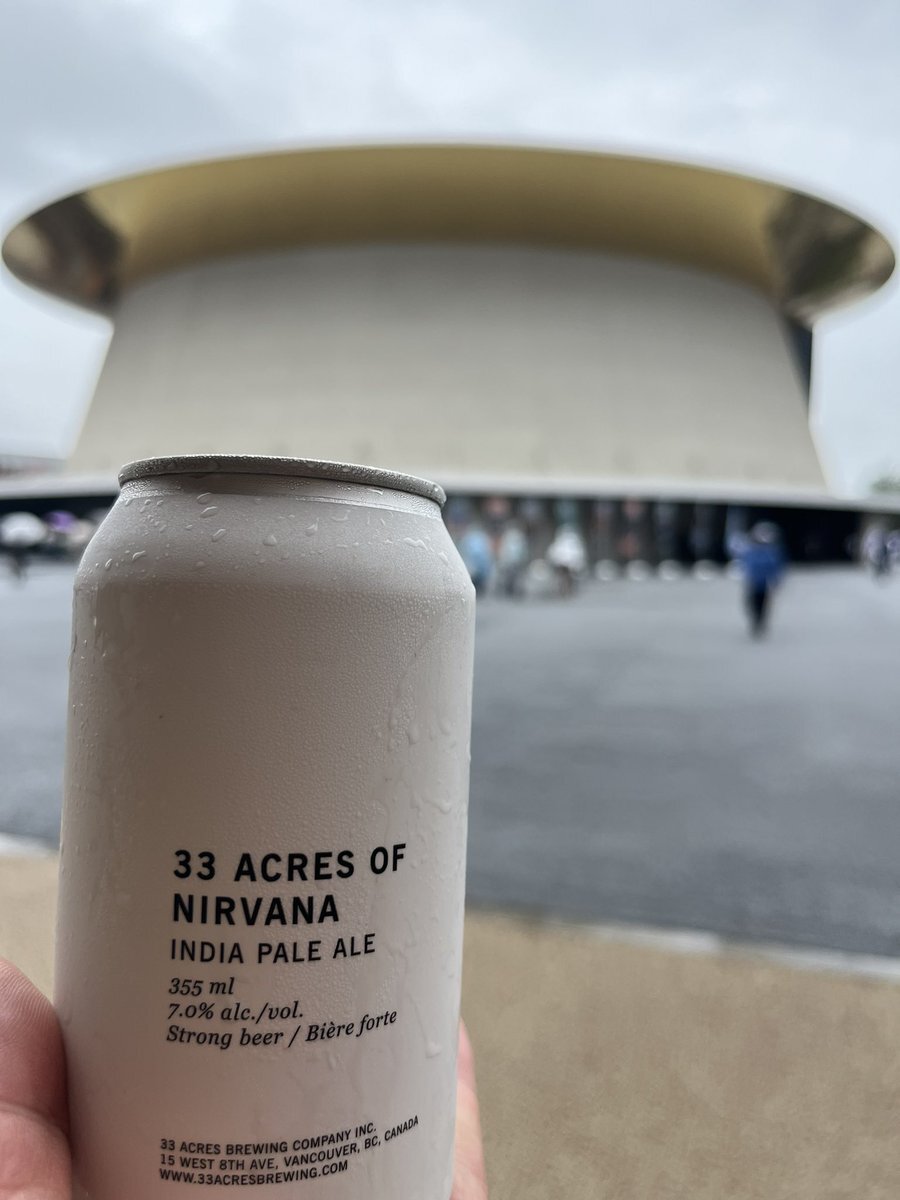 33 ACRES OF
NIRVANA
INDIA PALE ALE
355 ml
7.0% alc./vol.
Strong beer / Bière forte
33 ACRES BREWING COMPANY INC.
15 WEST 8TH AVE, VANCOUVER, BC, CANADA
WWW.33ACRESBREWING.COM